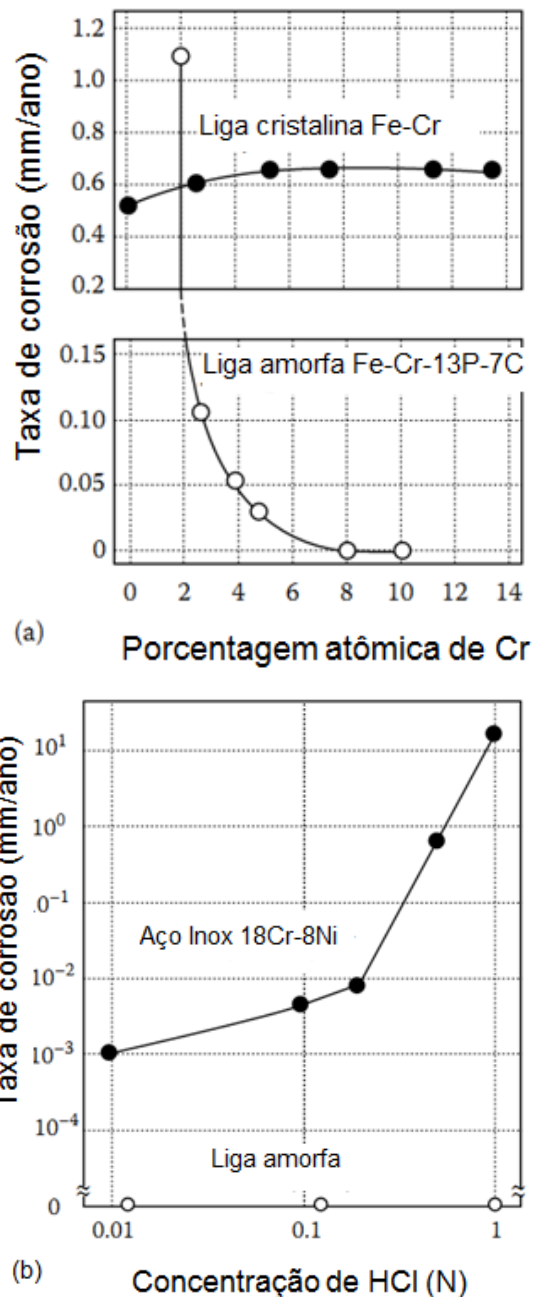 1.2
1.0
Liga cristalina Fe-Cr
0.8
0.6
0.4
0.2
Taxa de corrosão (mm/ano)
0.15
Liga amorfa Fe-Cr-13P-7C
0.10
0.05
0
0 2 4 6 8 10 12 14
(a)
Porcentagem atômica de Cr
10¹
10⁰
10⁻¹
Aço Inox 18Cr-8Ni
10⁻²
10⁻³
10⁻⁴
Taxa de corrosao (mm/ano)
Liga amorfa
0
0.01 0.1 1
(b)
Concentração de HCl (N)